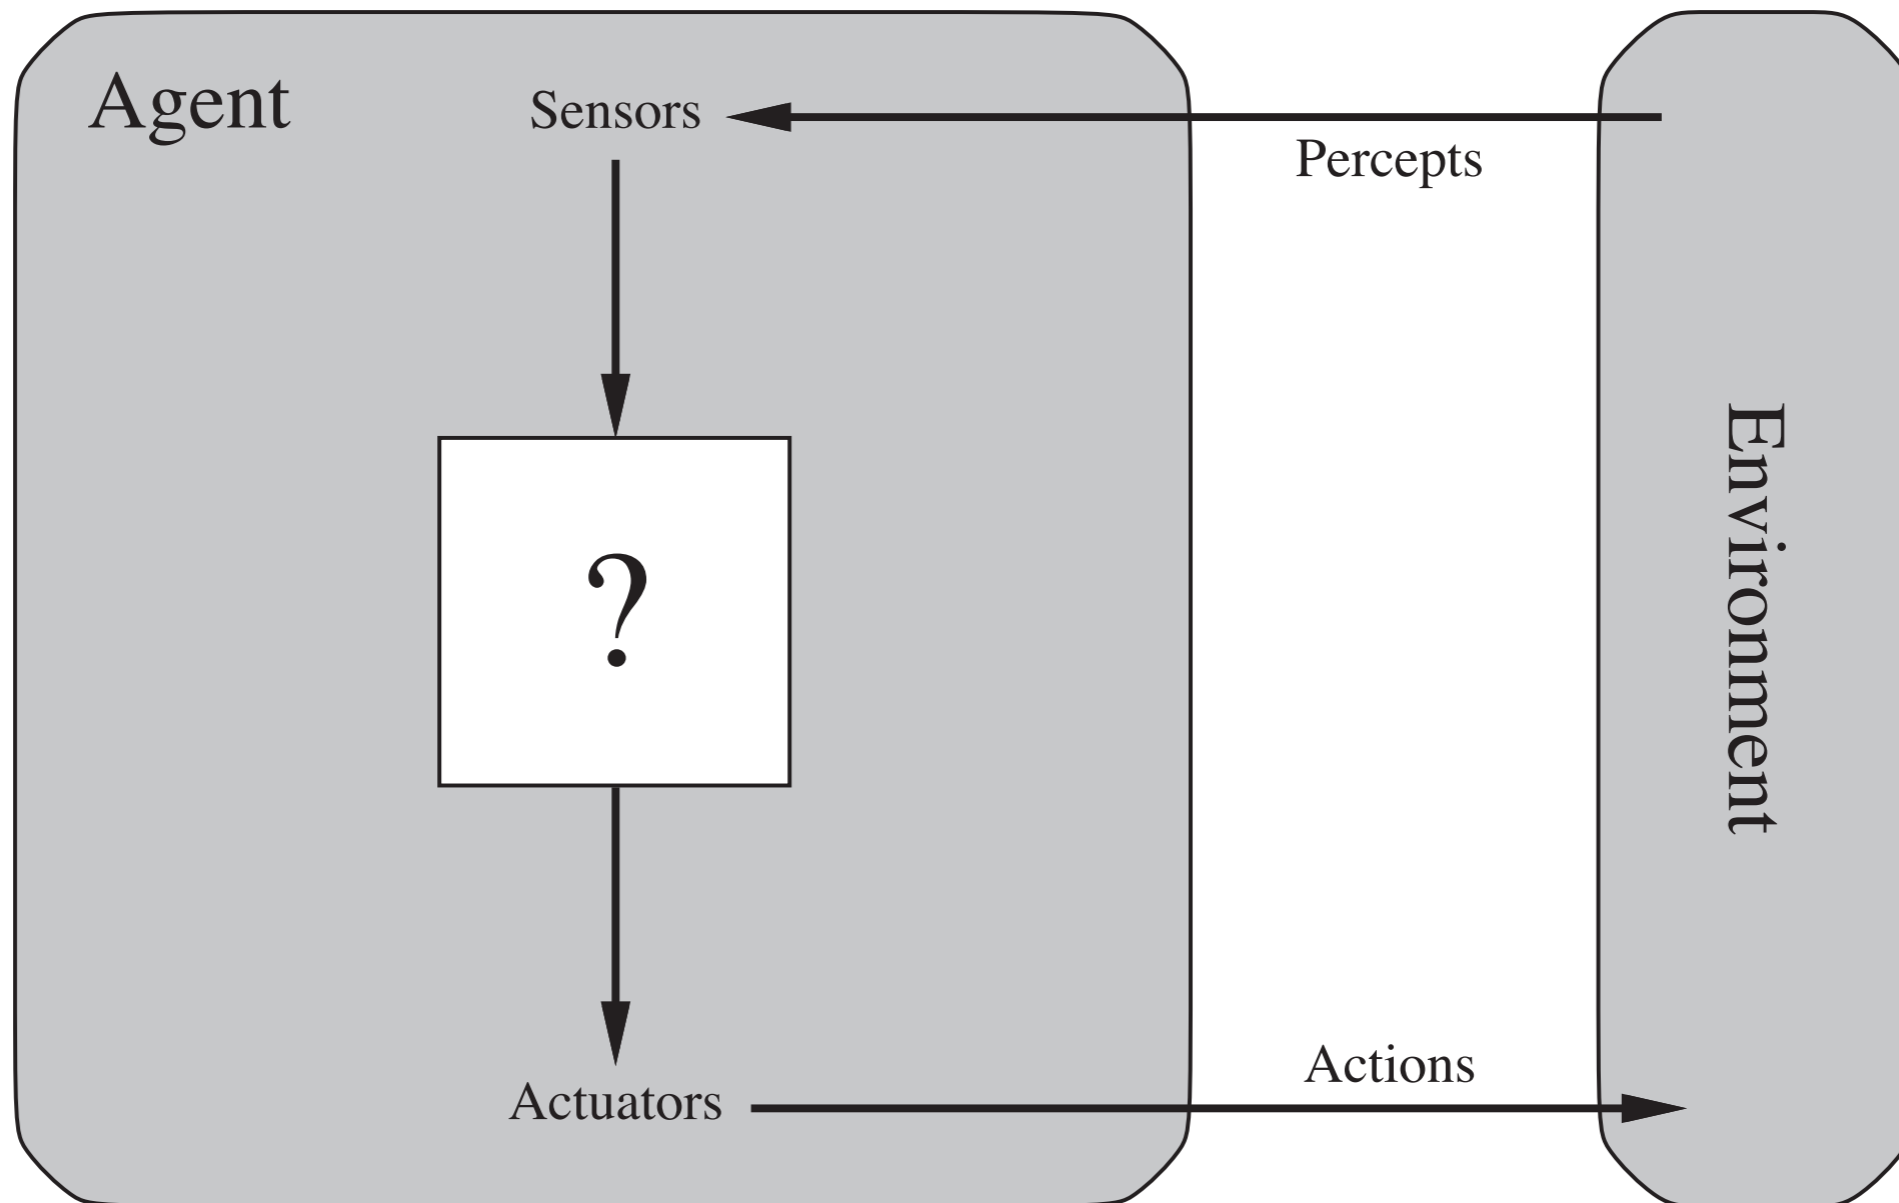 Agent
Sensors
Percepts
?
Environment
Actions
Actuators